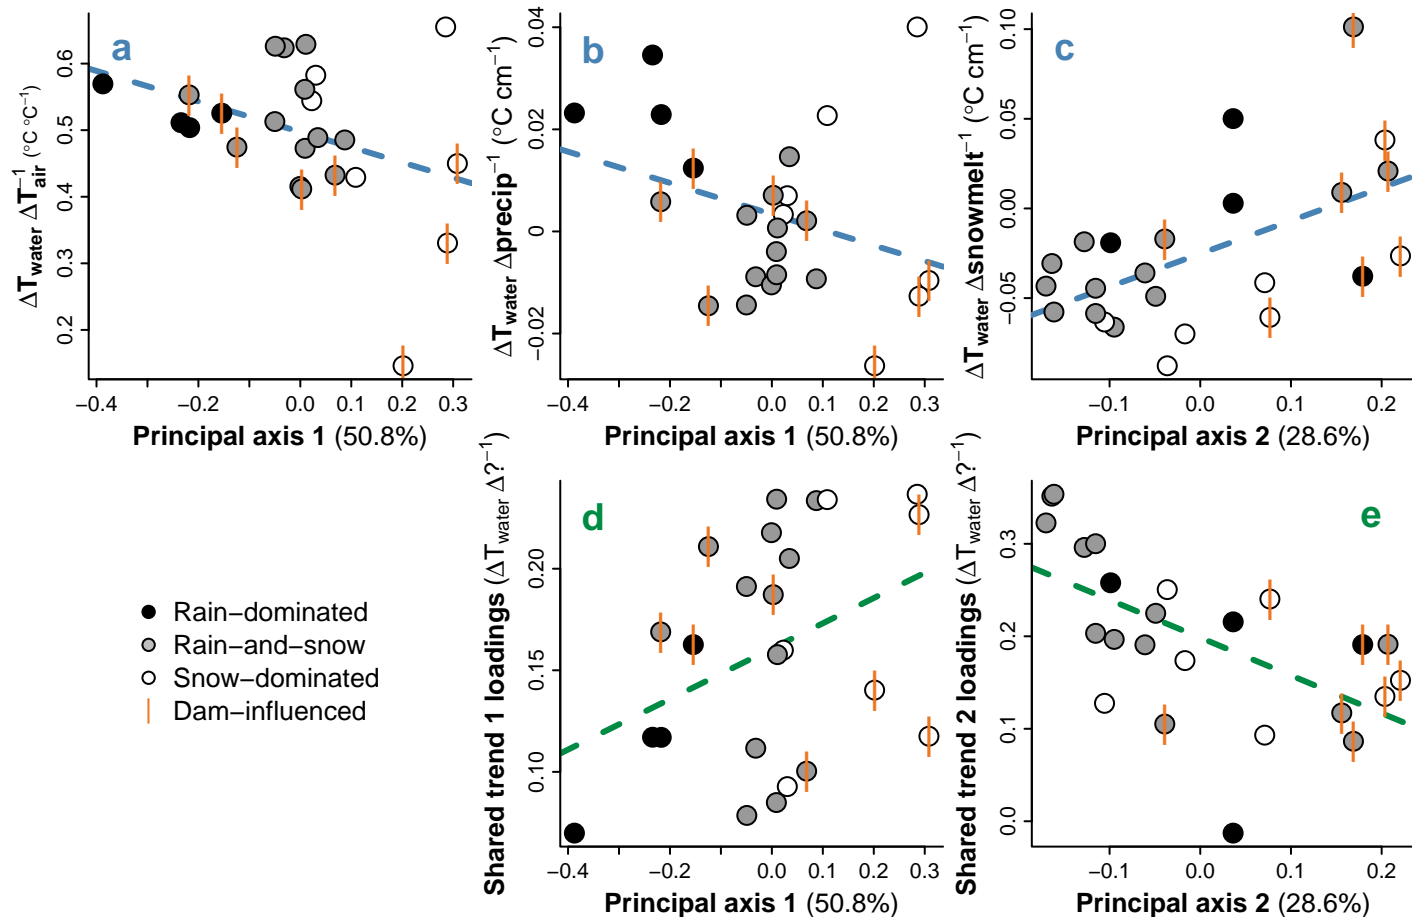 a
0.2 0.3 0.4 0.5 0.6
−0.4 −0.2 0.0 0.1 0.2 0.3
ΔT_water ΔT_air^−1 (°C °C^−1)
Principal axis 1 (50.8%)
b
−0.02 0 0.02 0.04
−0.4 −0.2 0.0 0.1 0.2 0.3
ΔT_water Δprecip^−1 (°C cm^−1)
Principal axis 1 (50.8%)
c
−0.05 0.00 0.05 0.10
−0.1 0.0 0.1 0.2
ΔT_water Δsnowmelt^−1 (°C cm^−1)
Principal axis 2 (28.6%)
Rain−dominated
Rain−and−snow
Snow−dominated
Dam−influenced
d
0.10 0.15 0.20
−0.4 −0.2 0.0 0.1 0.2 0.3
Shared trend 1 loadings (ΔT_water Δ?^−1)
Principal axis 1 (50.8%)
e
0.0 0.1 0.2 0.3
−0.1 0.0 0.1 0.2
Shared trend 2 loadings (ΔT_water Δ?^−1)
Principal axis 2 (28.6%)